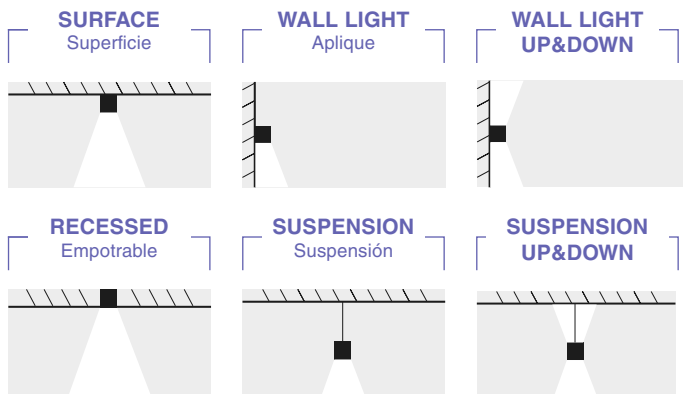 SURFACE
Superficie
WALL LIGHT
Aplique
WALL LIGHT
UP&DOWN
RECESSED
Empotrable
SUSPENSION
Suspensión
SUSPENSION
UP&DOWN